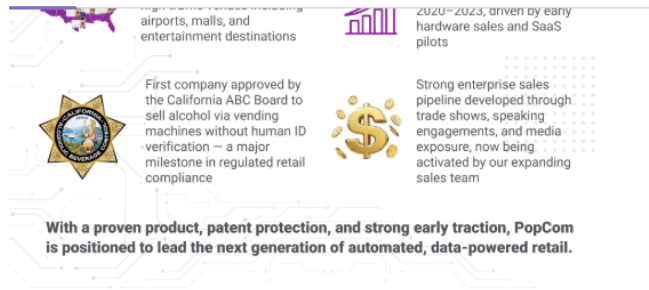 airports, malls, and
entertainment destinations
2020–2023, driven by early
hardware sales and SaaS
pilots
First company approved by
the California ABC Board to
sell alcohol via vending
machines without human ID
verification — a major
milestone in regulated retail
compliance
Strong enterprise sales
pipeline developed through
trade shows, speaking
engagements, and media
exposure, now being
activated by our expanding
sales team
With a proven product, patent protection, and strong early traction, PopCom
is positioned to lead the next generation of automated, data-powered retail.